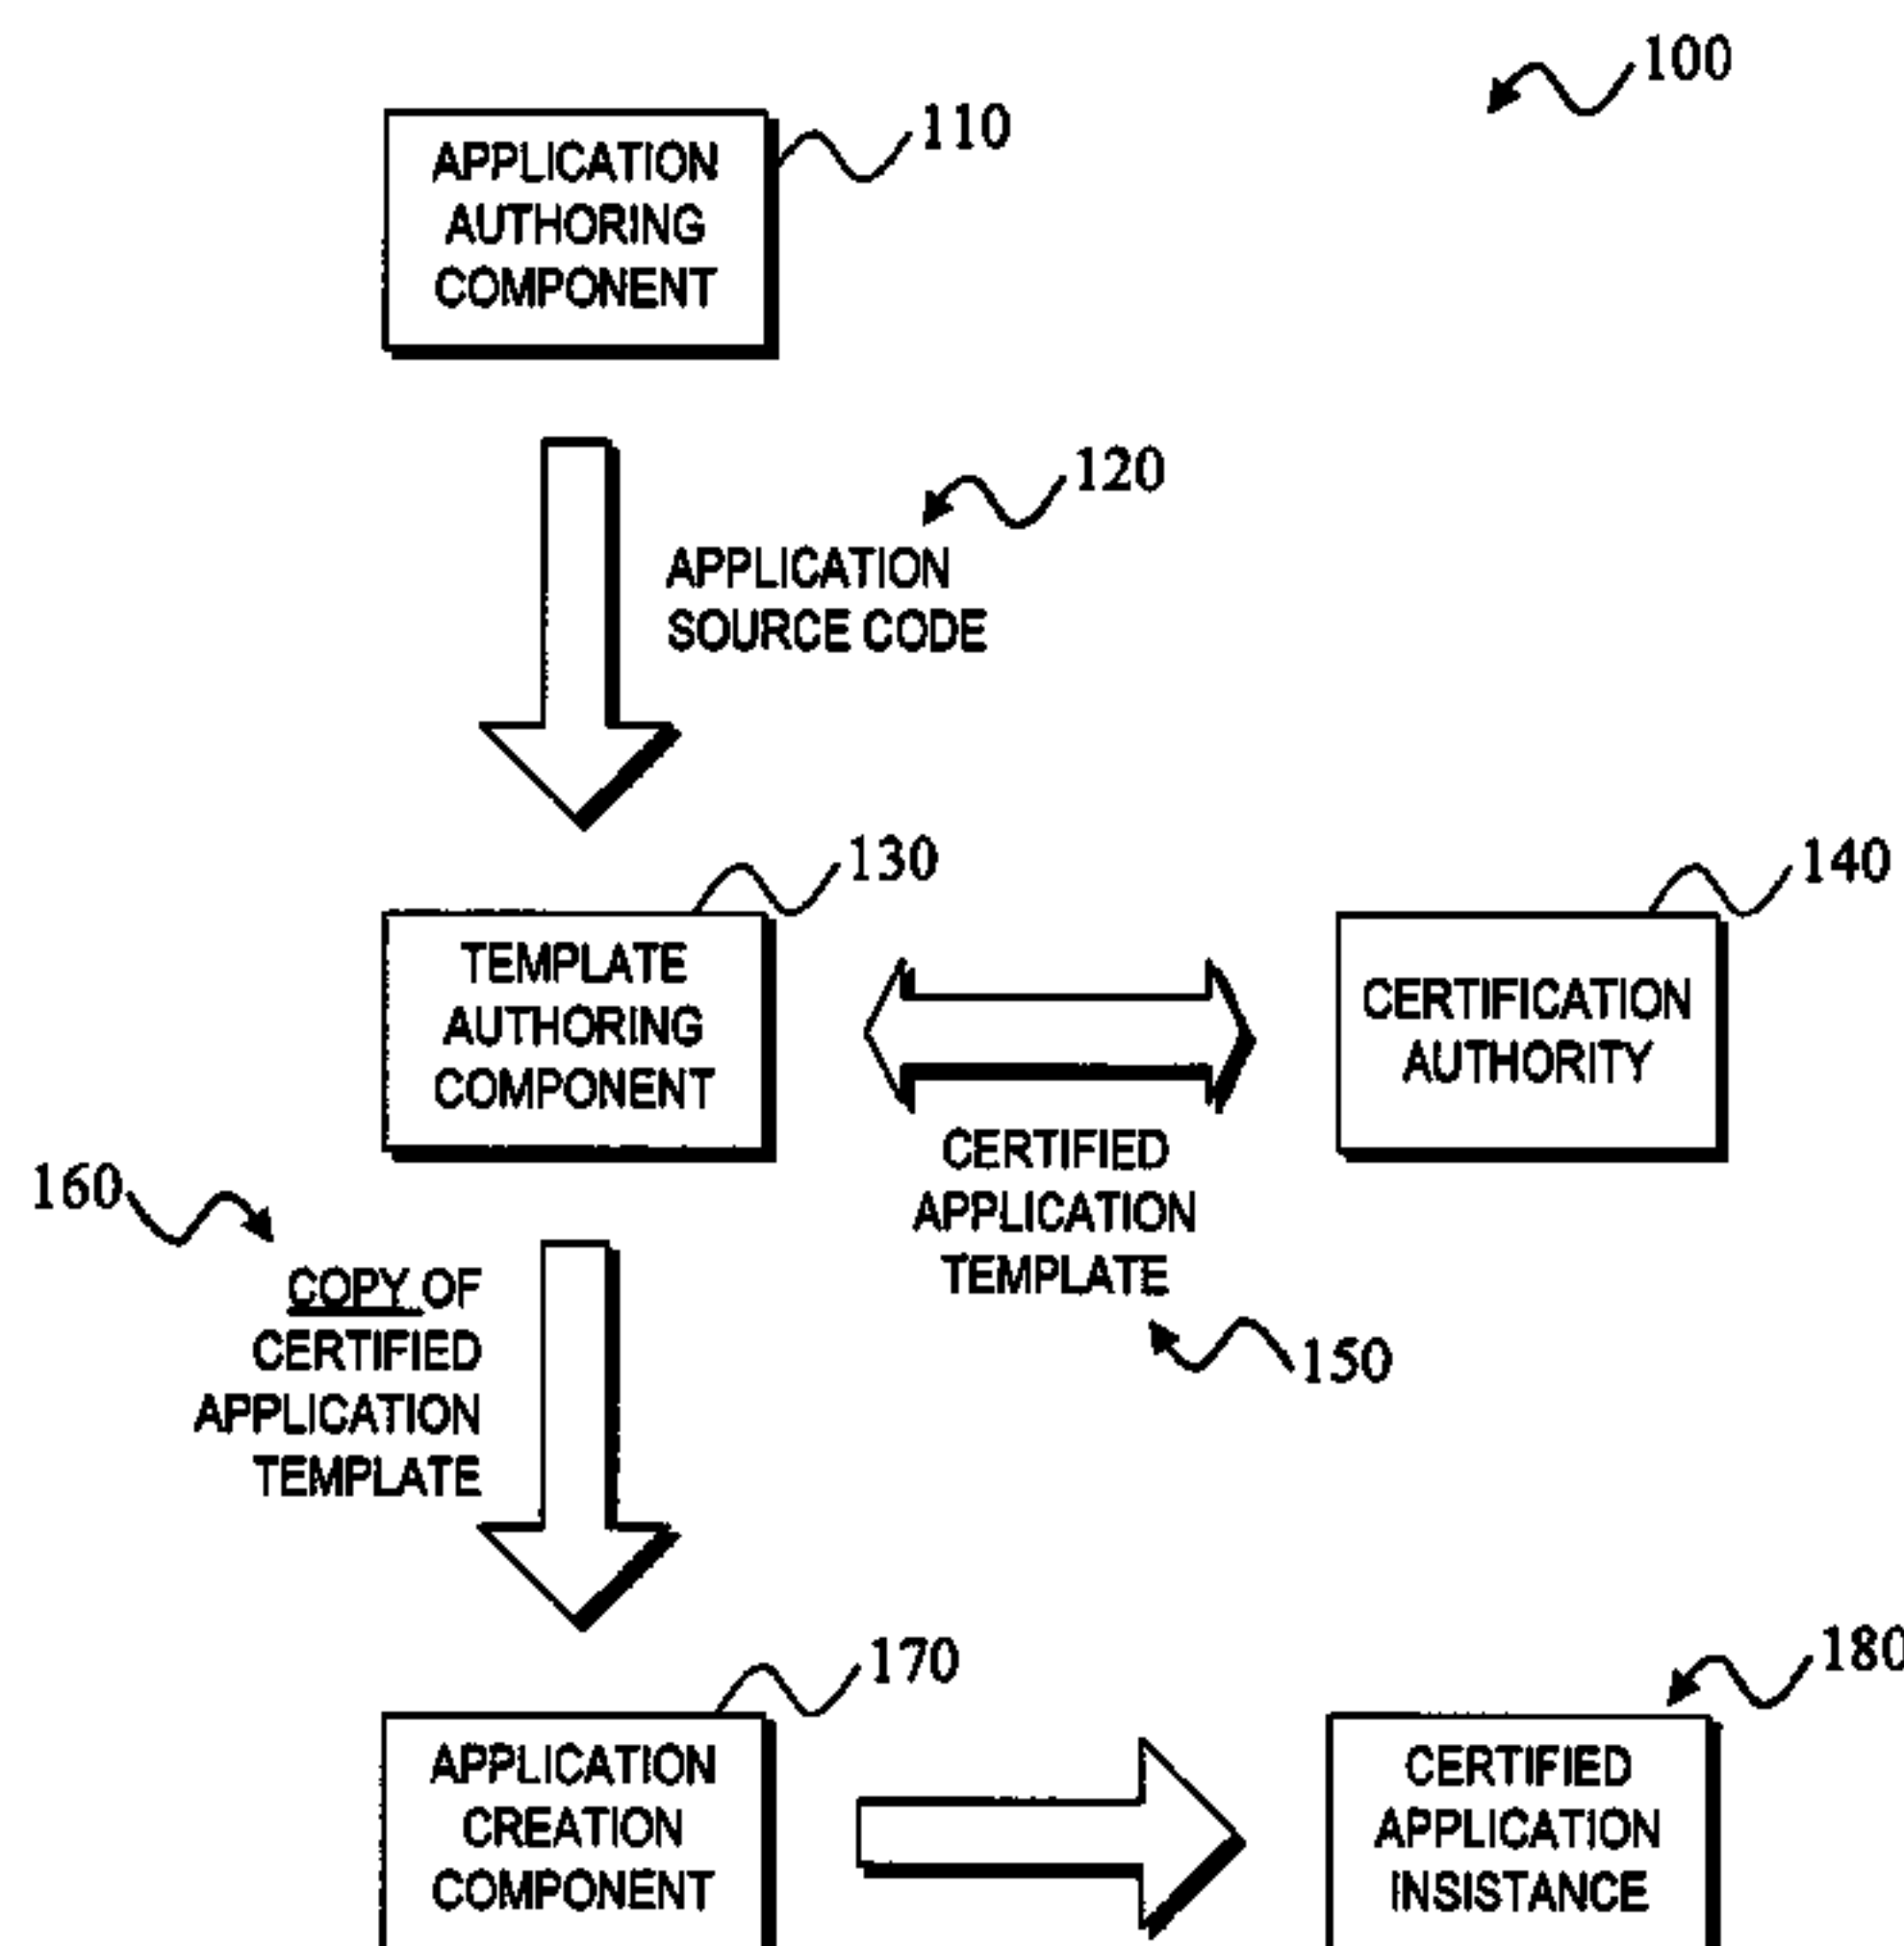 100
110
APPLICATION
AUTHORING
COMPONENT
120
APPLICATION
SOURCE CODE
130
140
TEMPLATE
AUTHORING
COMPONENT
CERTIFICATION
AUTHORITY
CERTIFIED
APPLICATION
TEMPLATE
150
160
COPY OF
CERTIFIED
APPLICATION
TEMPLATE
170
180
APPLICATION
CREATION
COMPONENT
CERTIFIED
APPLICATION
INSISTANCE